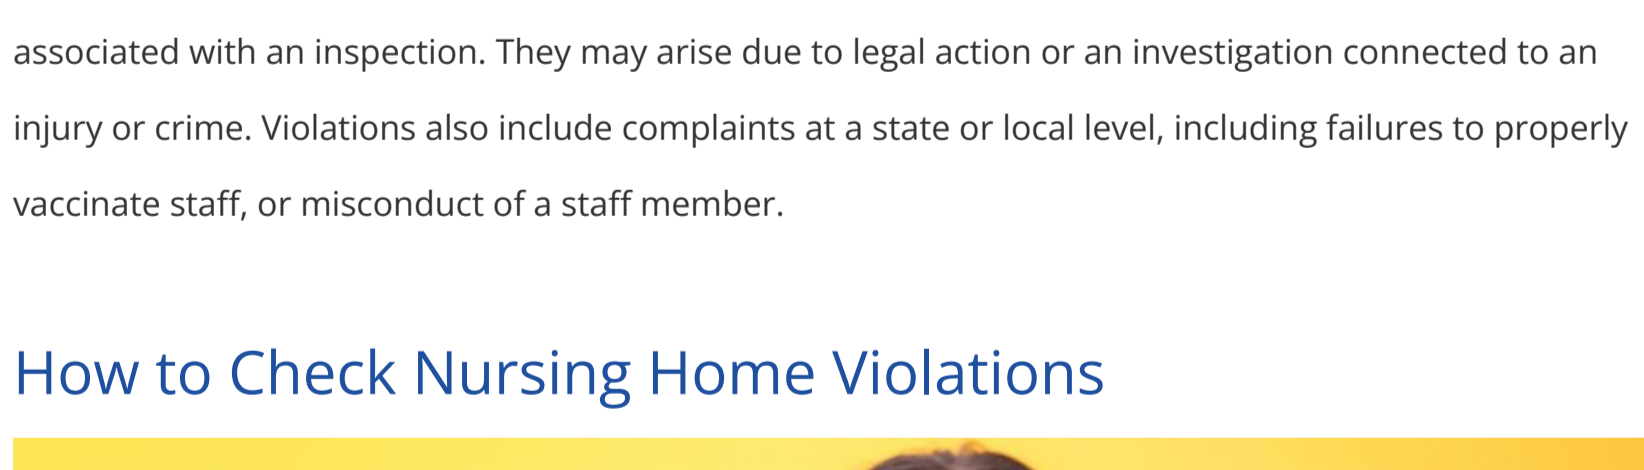 associated with an inspection. They may arise due to legal action or an investigation connected to an
injury or crime. Violations also include complaints at a state or local level, including failures to properly
vaccinate staff, or misconduct of a staff member.
How to Check Nursing Home Violations